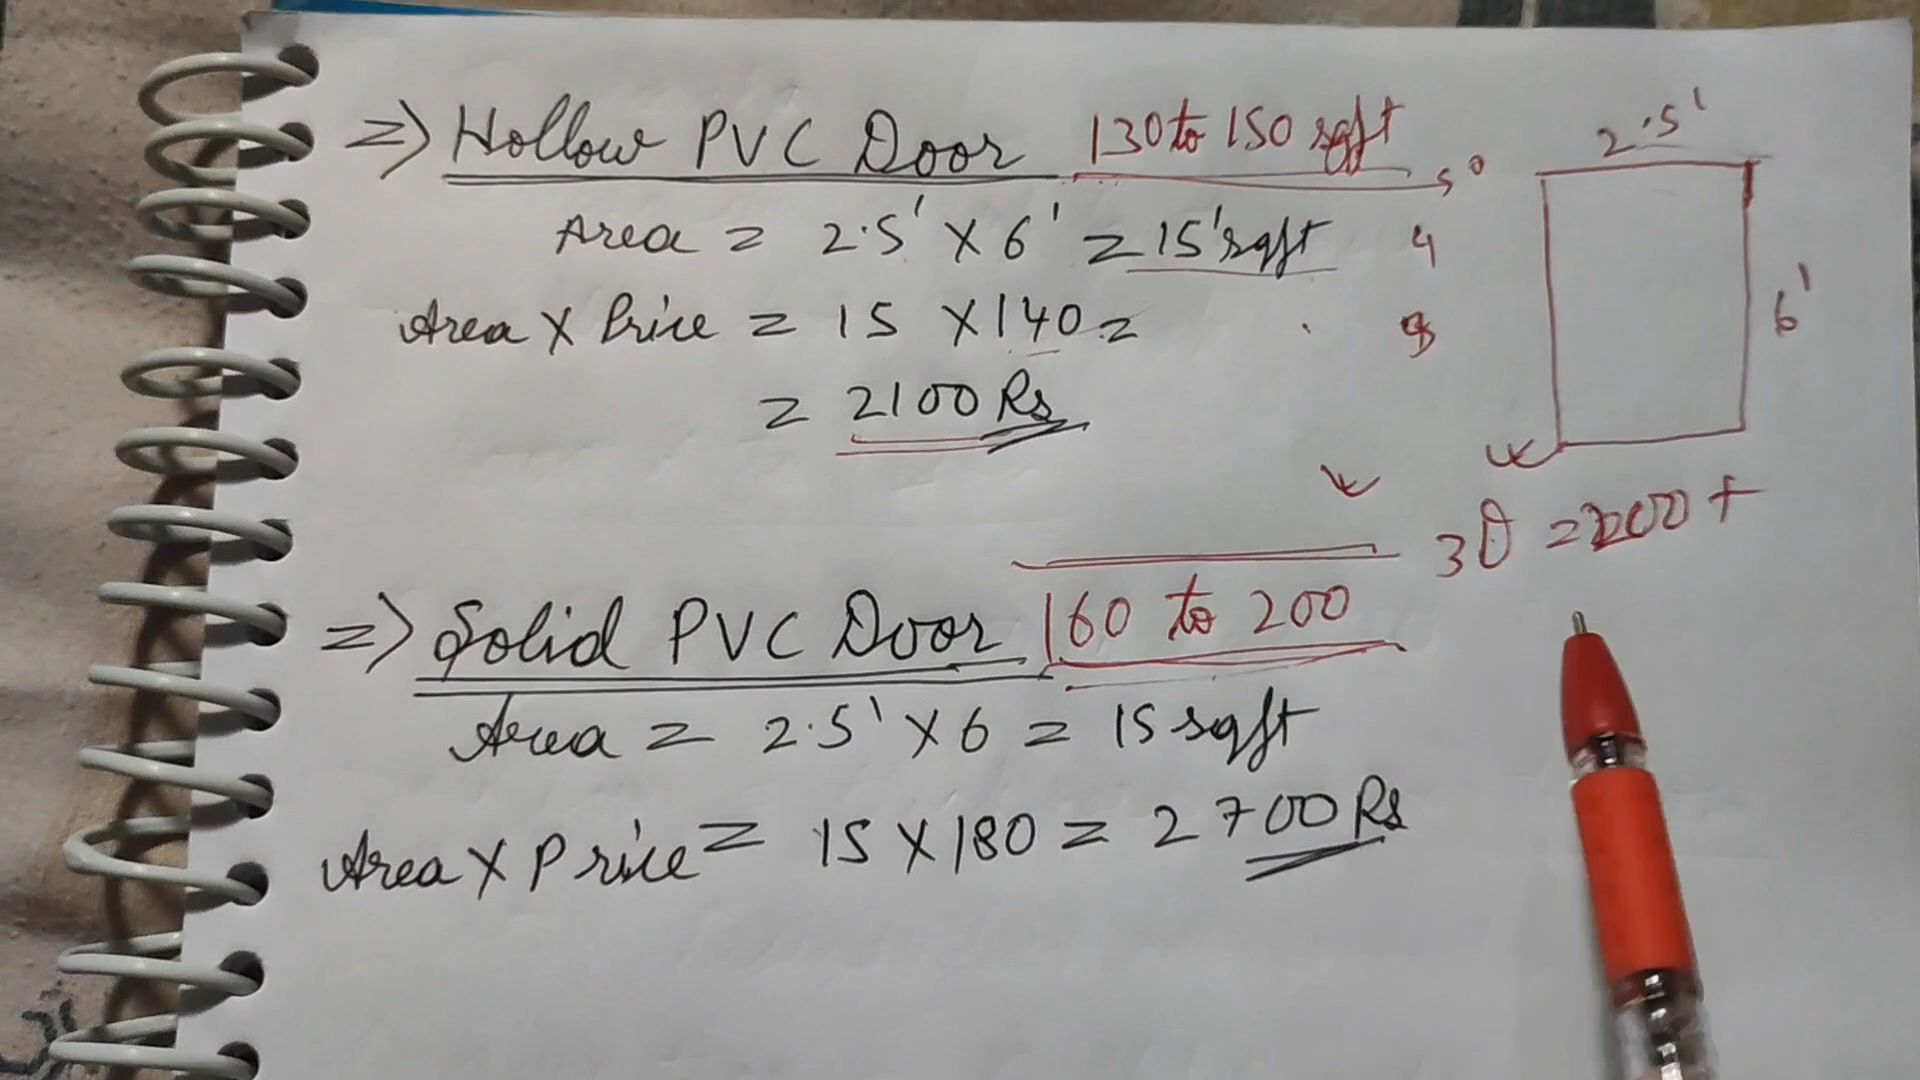 => Hollow PVC Door 130 to 150 sqft
2.5'
Area = 2.5' X 6' = 15' sqft
4
6'
Area X Price = 15 X 140 =
= 2100 Rs
3D = 200 +
=> Solid PVC Door 160 to 200
Area = 2.5' X 6 = 15 sqft
Area X Price = 15 X 180 = 2700 Rs